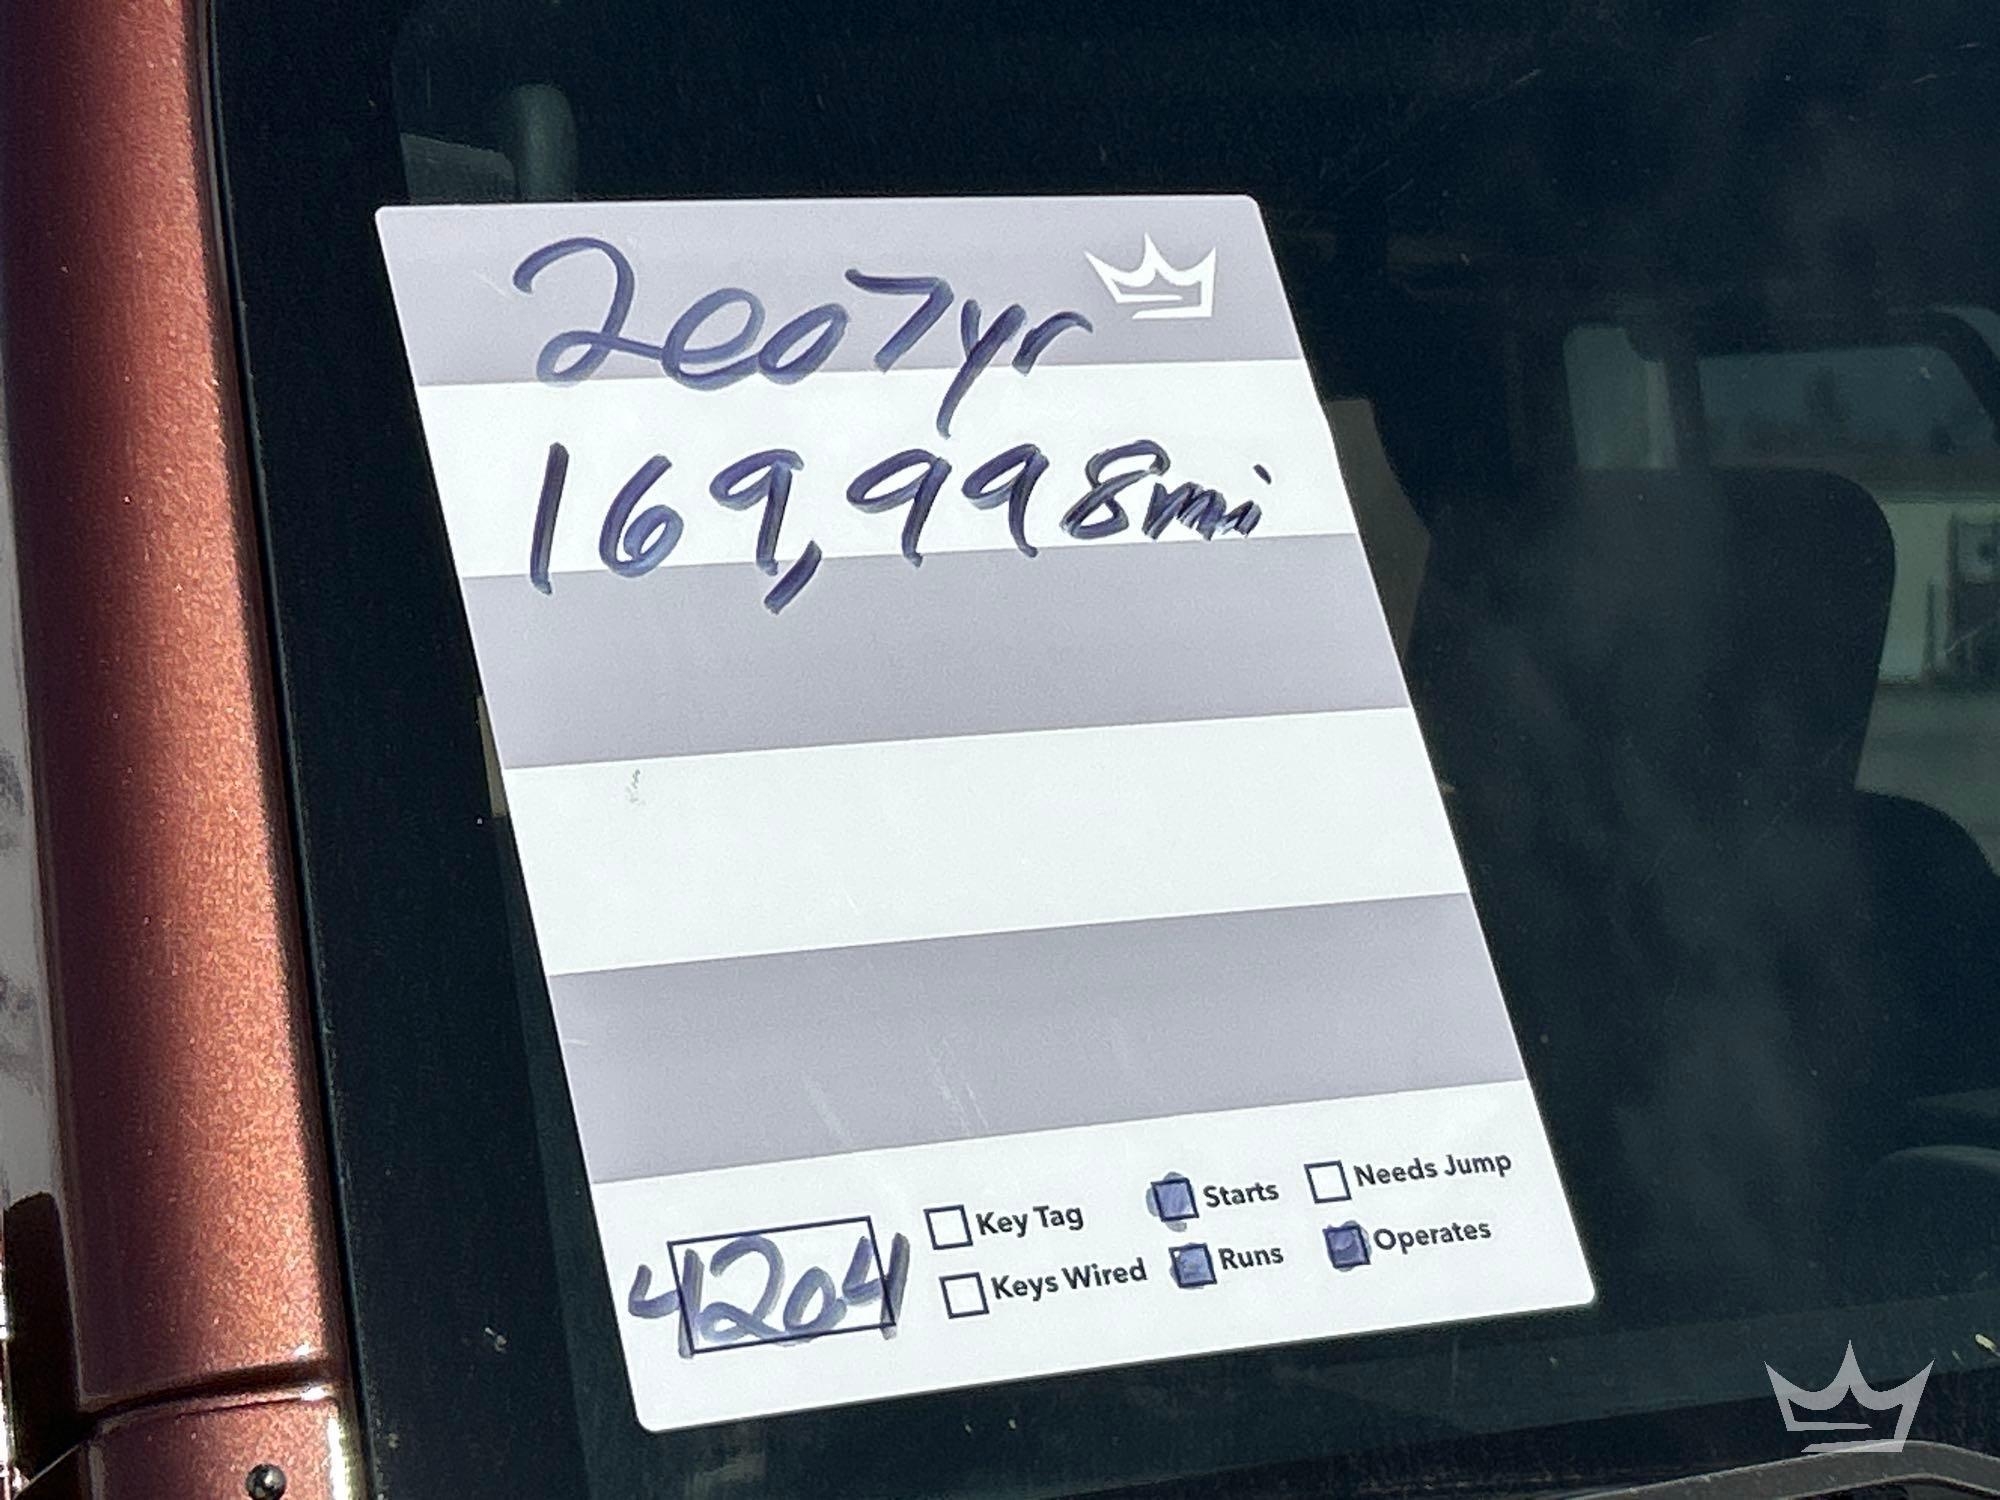 2007yr
169,998mi
4204
Key Tag
Starts
Needs Jump
Keys Wired
Runs
Operates